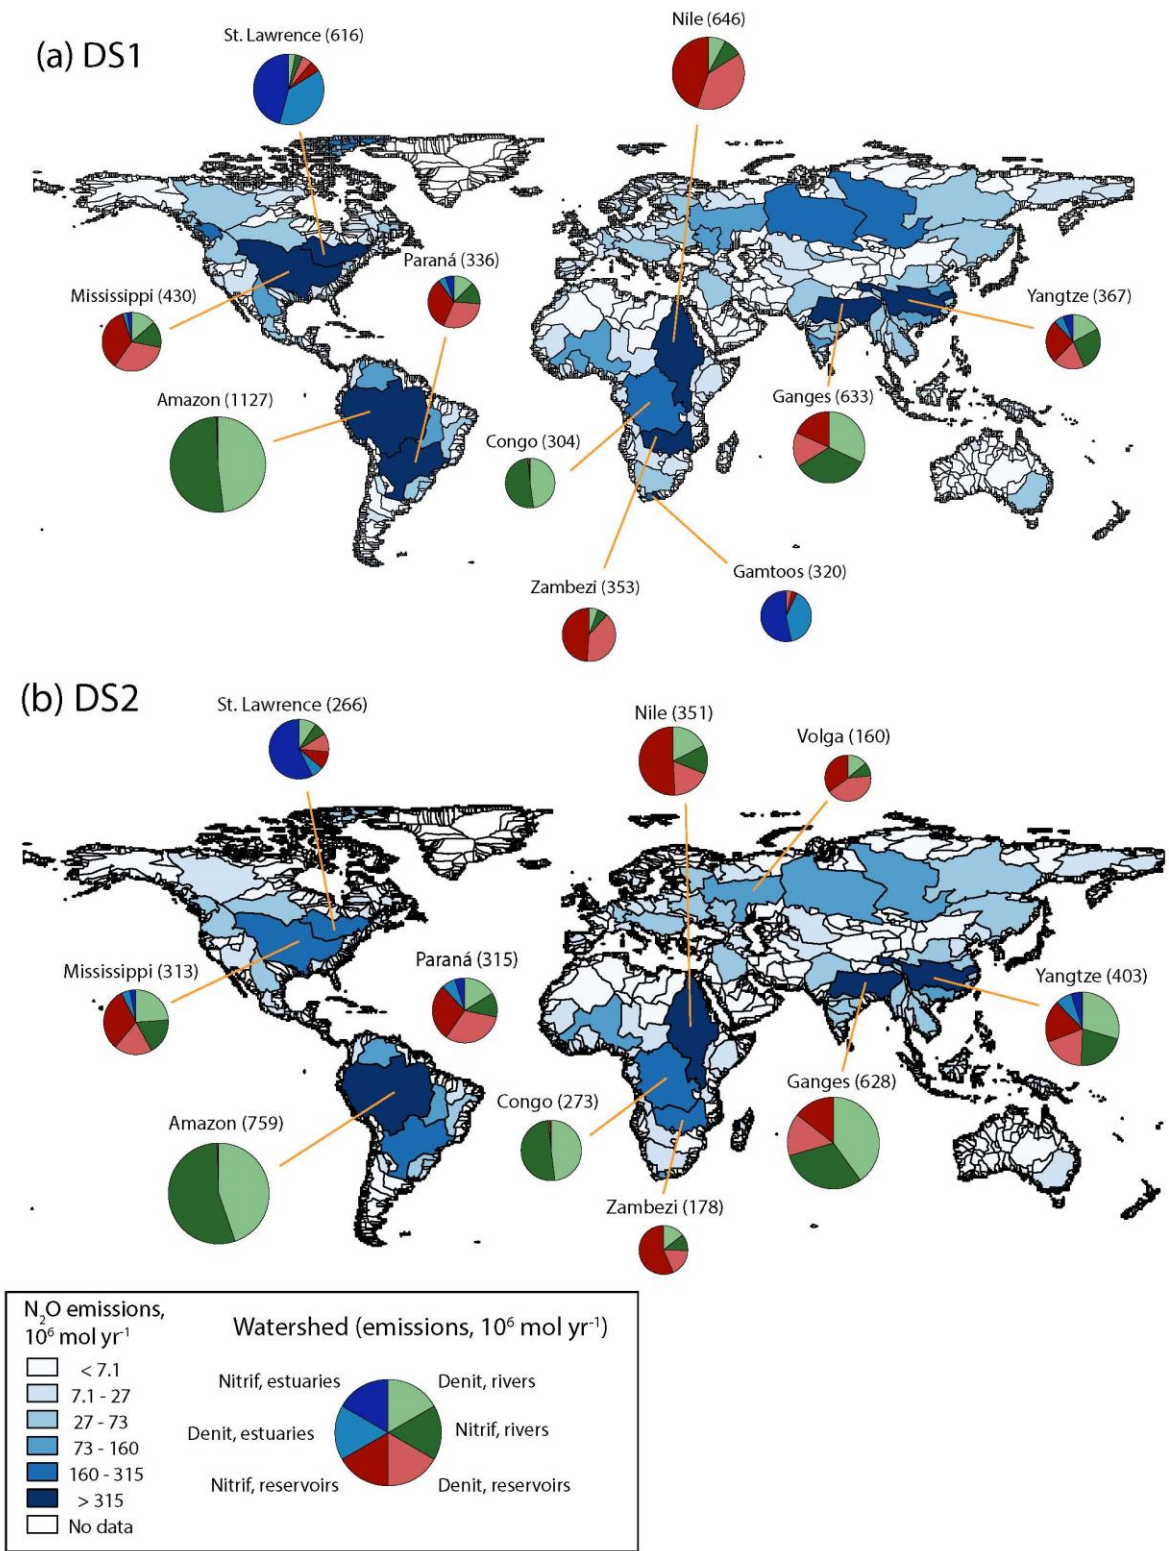 (a) DS1
St. Lawrence (616)
Nile (646)
Mississippi (430)
Paraná (336)
Yangtze (367)
Amazon (1127)
Congo (304)
Ganges (633)
Zambezi (353)
Gamtoos (320)
(b) DS2
St. Lawrence (266)
Nile (351)
Volga (160)
Mississippi (313)
Paraná (315)
Yangtze (403)
Amazon (759)
Congo (273)
Ganges (628)
Zambezi (178)
N₂O emissions,
10⁶ mol yr⁻¹
< 7.1
7.1 - 27
27 - 73
73 - 160
160 - 315
> 315
No data
Watershed (emissions, 10⁶ mol yr⁻¹)
Nitrif, estuaries
Denit, rivers
Denit, estuaries
Nitrif, rivers
Nitrif, reservoirs
Denit, reservoirs